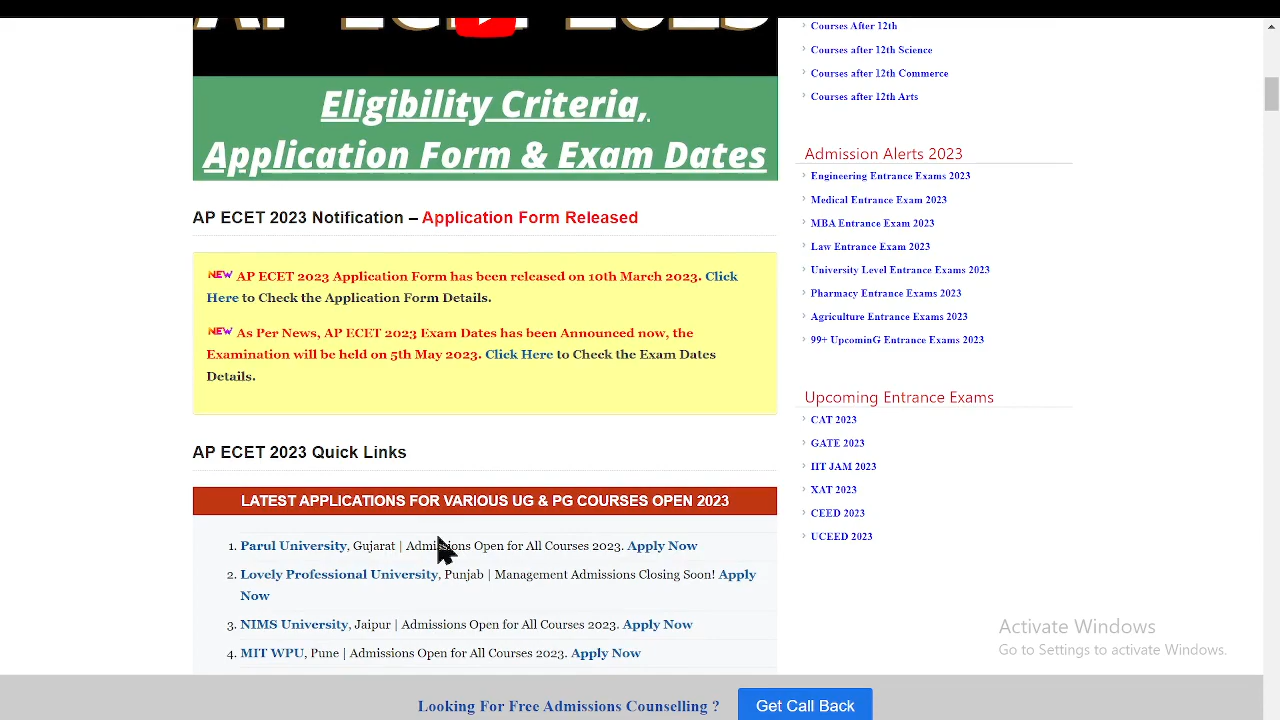 Eligibility Criteria,
Application Form & Exam Dates
AP ECET 2023 Notification – Application Form Released
NEW AP ECET 2023 Application Form has been released on 10th March 2023. Click
Here to Check the Application Form Details.
NEW As Per News, AP ECET 2023 Exam Dates has been Announced now, the
Examination will be held on 5th May 2023. Click Here to Check the Exam Dates
Details.
AP ECET 2023 Quick Links
LATEST APPLICATIONS FOR VARIOUS UG & PG COURSES OPEN 2023
1. Parul University, Gujarat | Admissions Open for All Courses 2023. Apply Now
2. Lovely Professional University, Punjab | Management Admissions Closing Soon! Apply
Now
3. NIMS University, Jaipur | Admissions Open for All Courses 2023. Apply Now
4. MIT WPU, Pune | Admissions Open for All Courses 2023. Apply Now
Courses After 12th
Courses after 12th Science
Courses after 12th Commerce
Courses after 12th Arts
Admission Alerts 2023
Engineering Entrance Exams 2023
Medical Entrance Exam 2023
MBA Entrance Exam 2023
Law Entrance Exam 2023
University Level Entrance Exams 2023
Pharmacy Entrance Exams 2023
Agriculture Entrance Exams 2023
99+ UpcominG Entrance Exams 2023
Upcoming Entrance Exams
CAT 2023
GATE 2023
IIT JAM 2023
XAT 2023
CEED 2023
UCEED 2023
Activate Windows
Go to Settings to activate Windows.
Looking For Free Admissions Counselling ?
Get Call Back